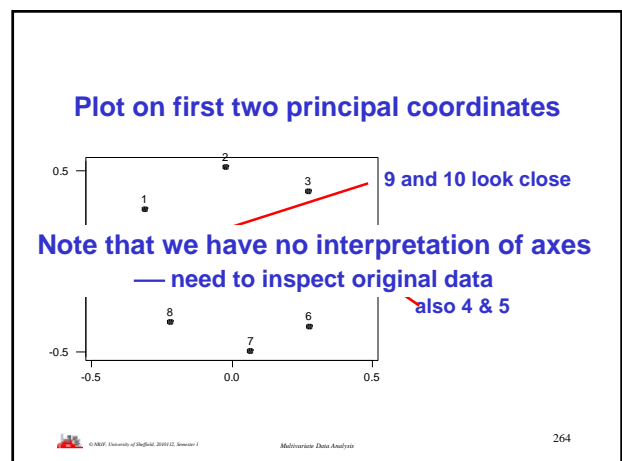 Plot on first two principal coordinates
2
0.5
3
9 and 10 look close
1
Note that we have no interpretation of axes
— need to inspect original data
also 4 & 5
8
6
7
-0.5
-0.5 0.0 0.5
© NRJF, University of Sheffield, 2010/11/2, Semester 1
Multivariate Data Analysis
264